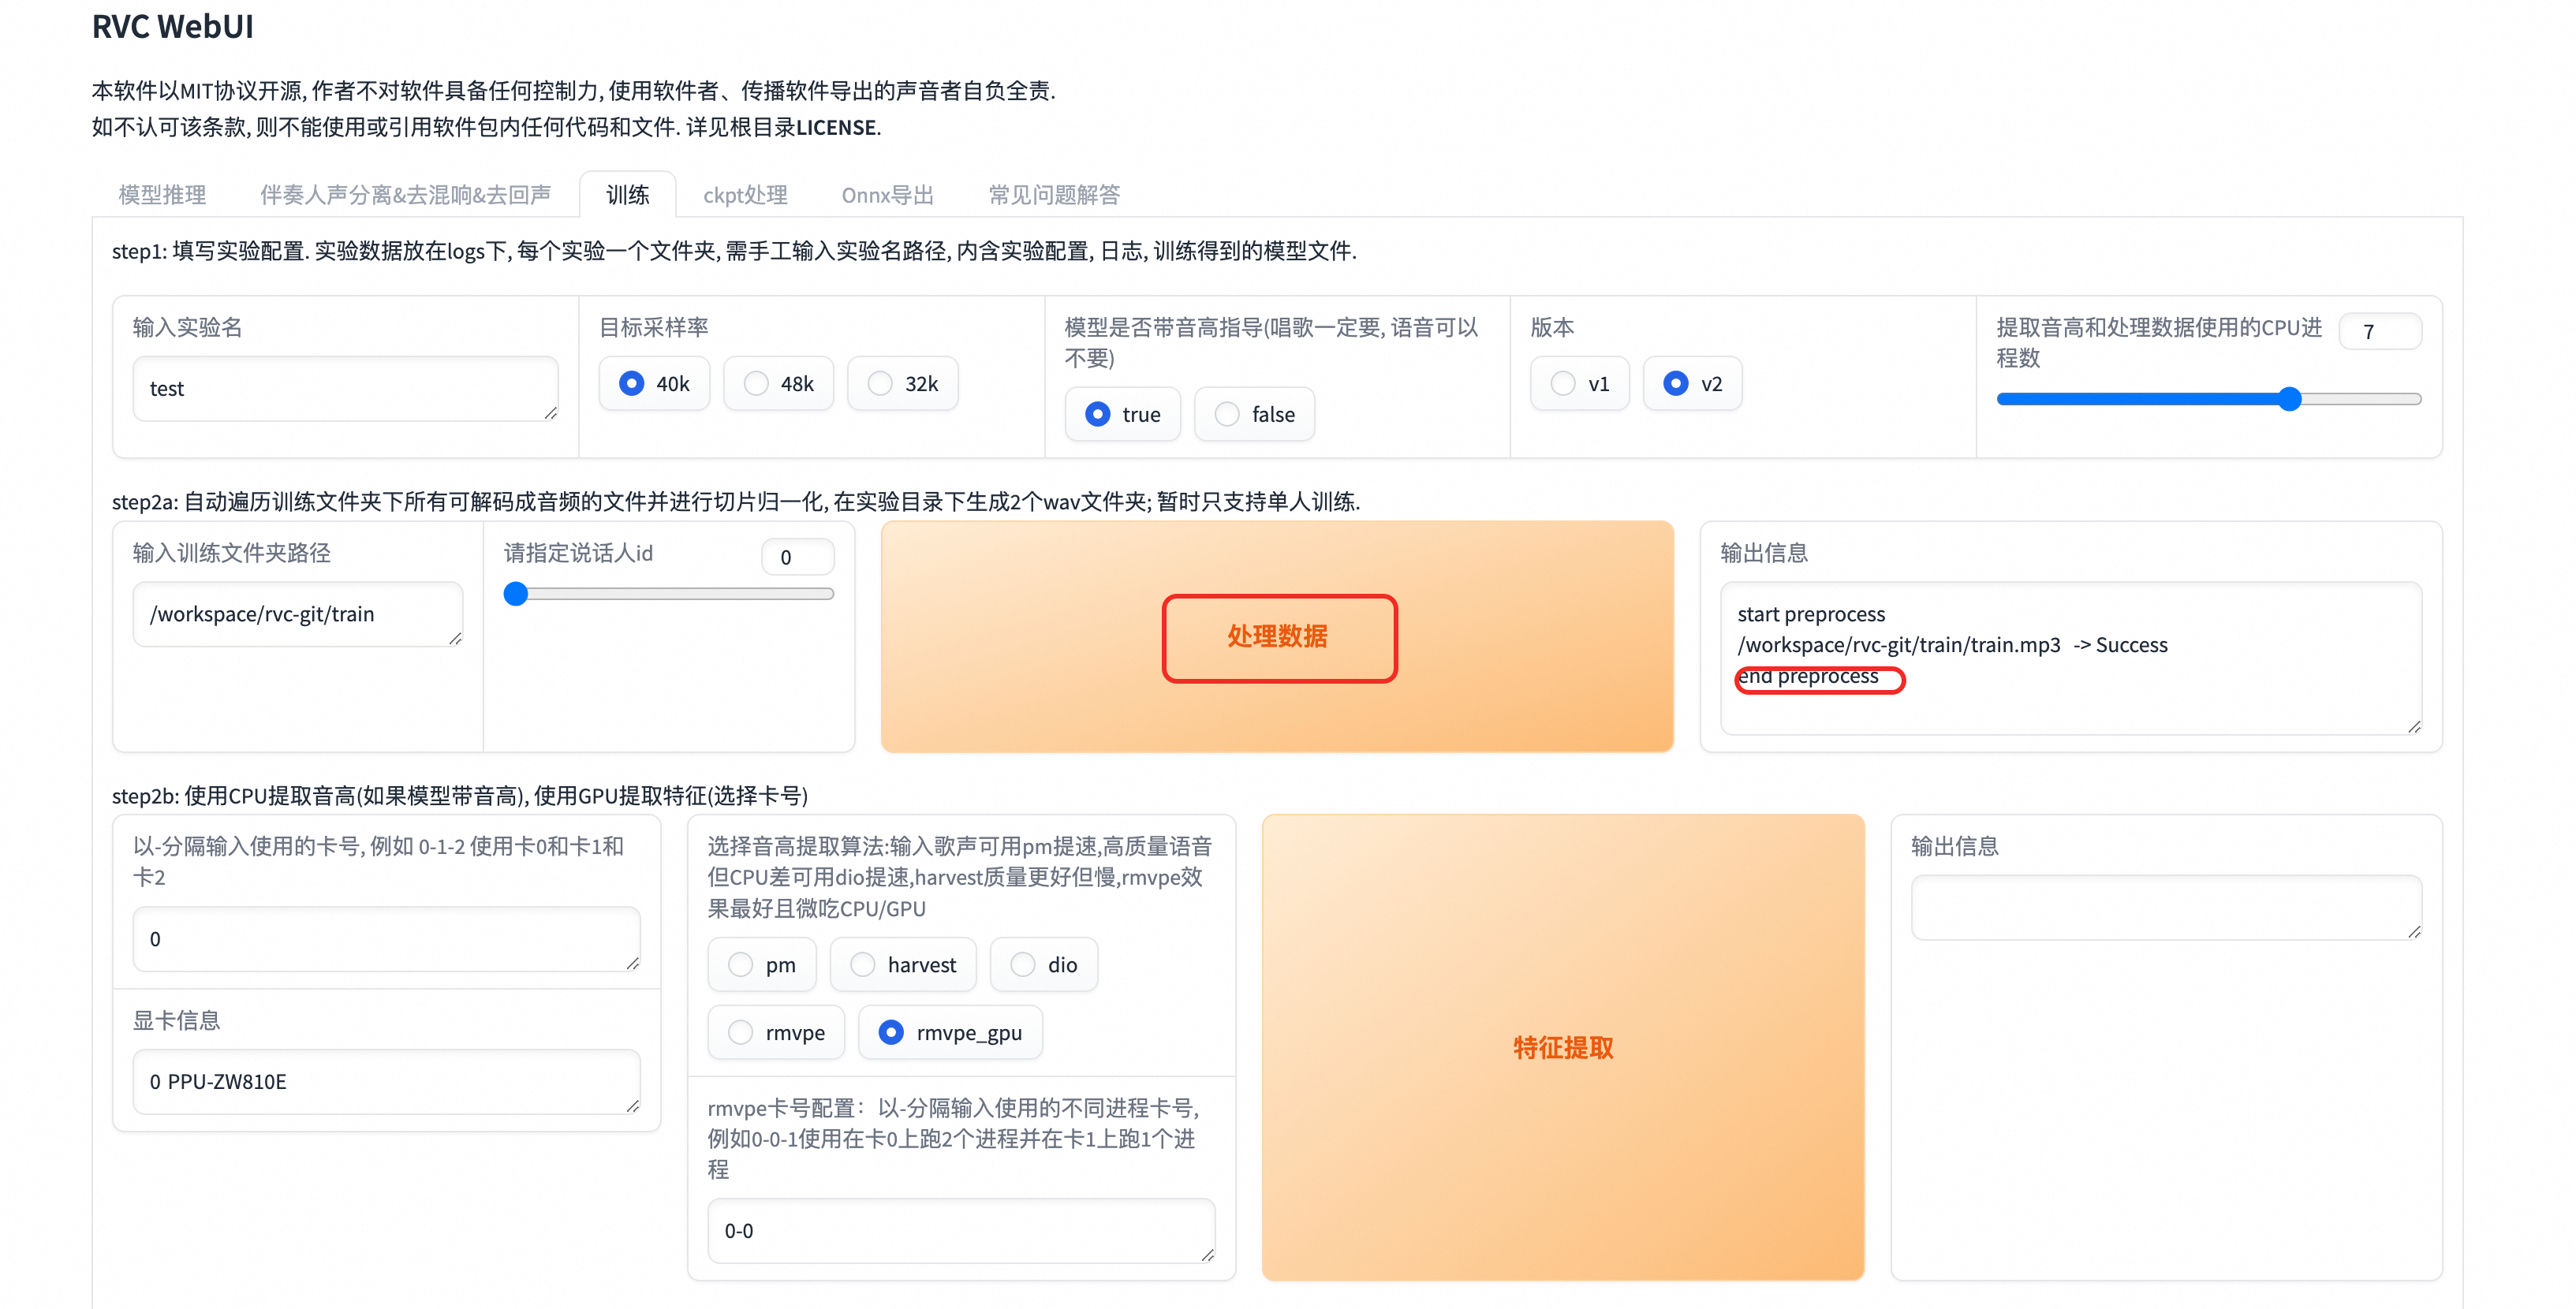 RVC WebUI
本软件以MIT协议开源, 作者不对软件具备任何控制力, 使用软件者、传播软件导出的声音者自负全责.
如不认可该条款, 则不能使用或引用软件包内任何代码和文件. 详见根目录LICENSE.
模型推理 伴奏人声分离&去混响&去回声 训练 ckpt处理 Onnx导出 常见问题解答
step1: 填写实验配置. 实验数据放在logs下, 每个实验一个文件夹, 需手工输入实验名路径, 内含实验配置, 日志, 训练得到的模型文件.
输入实验名
test
目标采样率
40k 48k 32k
模型是否带音高指导(唱歌一定要, 语音可以
不要)
true false
版本
v1 v2
提取音高和处理数据使用的CPU进
程数
7
step2a: 自动遍历训练文件夹下所有可解码成音频的文件并进行切片归一化, 在实验目录下生成2个wav文件夹; 暂时只支持单人训练.
输入训练文件夹路径
/workspace/rvc-git/train
请指定说话人id
0
处理数据
输出信息
start preprocess
/workspace/rvc-git/train/train.mp3 -> Success
end preprocess
step2b: 使用CPU提取音高(如果模型带音高), 使用GPU提取特征(选择卡号)
以-分隔输入使用的卡号, 例如 0-1-2 使用卡0和卡1和
卡2
0
显卡信息
0 PPU-ZW810E
选择音高提取算法:输入歌声可用pm提速,高质量语音
但CPU差可用dio提速,harvest质量更好但慢,rmvpe效
果最好且微吃CPU/GPU
pm harvest dio
rmvpe rmvpe_gpu
rmvpe卡号配置：以-分隔输入使用的不同进程卡号,
例如0-0-1使用在卡0上跑2个进程并在卡1上跑1个进
程
0-0
特征提取
输出信息